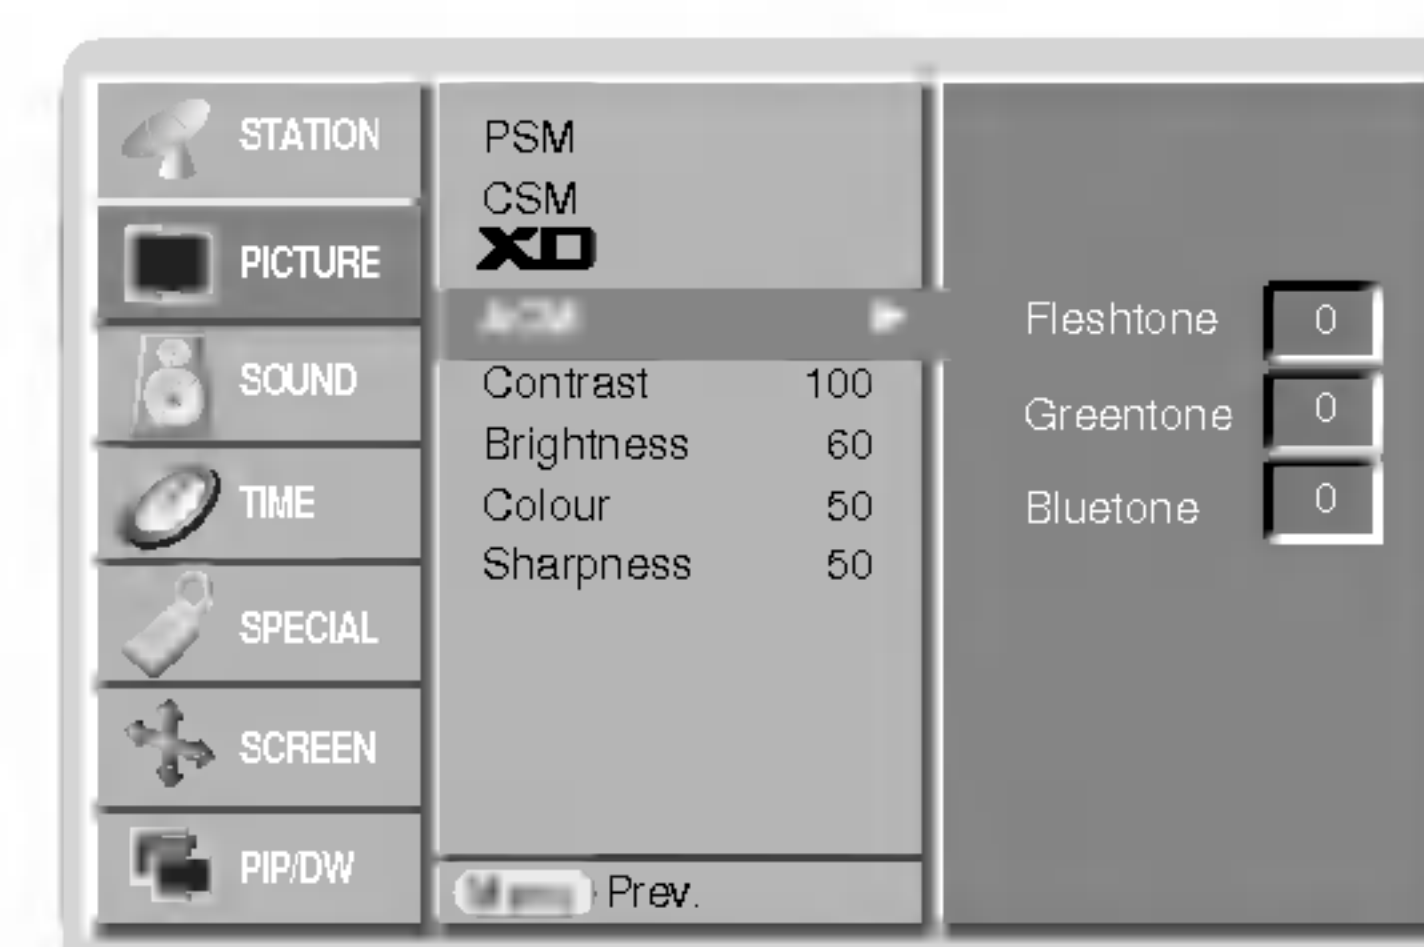 STATION
PICTURE
SOUND
TIME
SPECIAL
SCREEN
PIP/DW
PSM
CSM
XD
ACM
Contrast 100
Brightness 60
Colour 50
Sharpness 50
Prev.
Fleshtone 0
Greentone 0
Bluetone 0